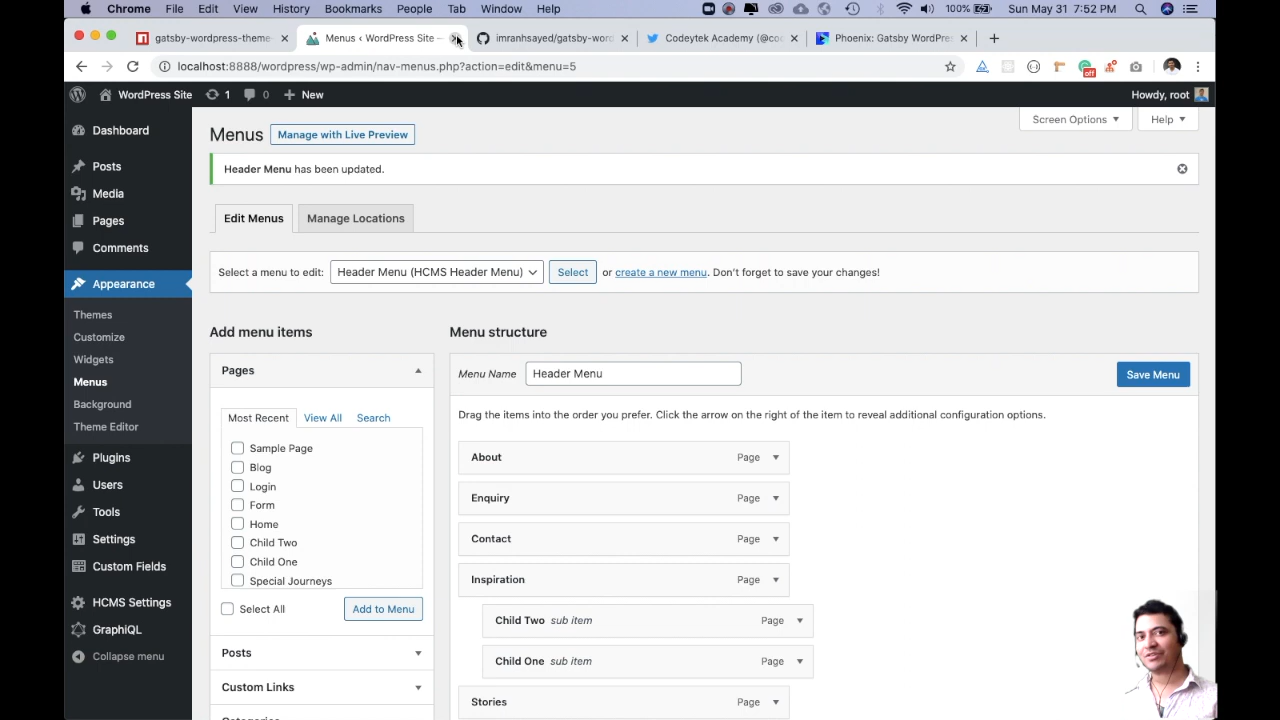 Chrome File Edit View History Bookmarks People Tab Window Help 100% Sun May 31 7:52 PM
gatsby-wordpress-theme- Menus ‹ WordPress Site — imranhsayed/gatsby-word Codeytek Academy (@coc Phoenix: Gatsby WordPres
localhost:8888/wordpress/wp-admin/nav-menus.php?action=edit&menu=5
off
WordPress Site 1 0 New Howdy, root
Screen Options Help
Dashboard
Posts
Media
Pages
Comments
Appearance
Themes
Customize
Widgets
Menus
Background
Theme Editor
Plugins
Users
Tools
Settings
Custom Fields
HCMS Settings
GraphiQL
Collapse menu
Menus Manage with Live Preview
Header Menu has been updated.
Edit Menus Manage Locations
Select a menu to edit: Header Menu (HCMS Header Menu) Select or create a new menu. Don't forget to save your changes!
Add menu items
Pages
Most Recent View All Search
Sample Page
Blog
Login
Form
Home
Child Two
Child One
Special Journeys
Select All Add to Menu
Posts
Custom Links
Menu structure
Menu Name Header Menu Save Menu
Drag the items into the order you prefer. Click the arrow on the right of the item to reveal additional configuration options.
About Page
Enquiry Page
Contact Page
Inspiration Page
Child Two sub item Page
Child One sub item Page
Stories Page